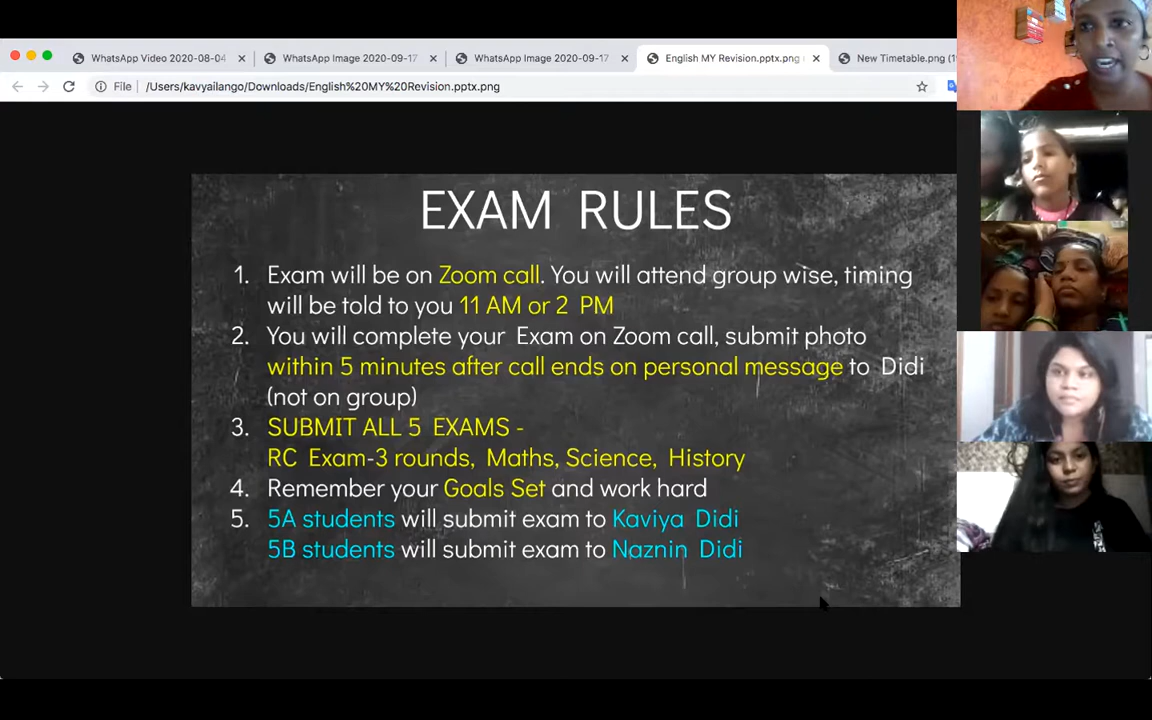 WhatsApp Video 2020-08-04
WhatsApp Image 2020-09-17
WhatsApp Image 2020-09-17
English MY Revision.pptx.png
New Timetable.png (1
File
/Users/kavyailango/Downloads/English%20MY%20Revision.pptx.png
EXAM RULES
1. Exam will be on Zoom call. You will attend group wise, timing
will be told to you 11 AM or 2 PM
2. You will complete your Exam on Zoom call, submit photo
within 5 minutes after call ends on personal message to Didi
(not on group)
3. SUBMIT ALL 5 EXAMS -
RC Exam-3 rounds, Maths, Science, History
4. Remember your Goals Set and work hard
5. 5A students will submit exam to Kaviya Didi
5B students will submit exam to Naznin Didi